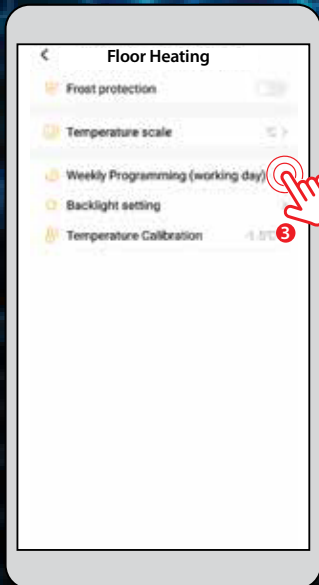 Floor Heating
Frost protection
Temperature scale °C
Weekly Programming (working day)
Backlight setting
Temperature Calibration
3